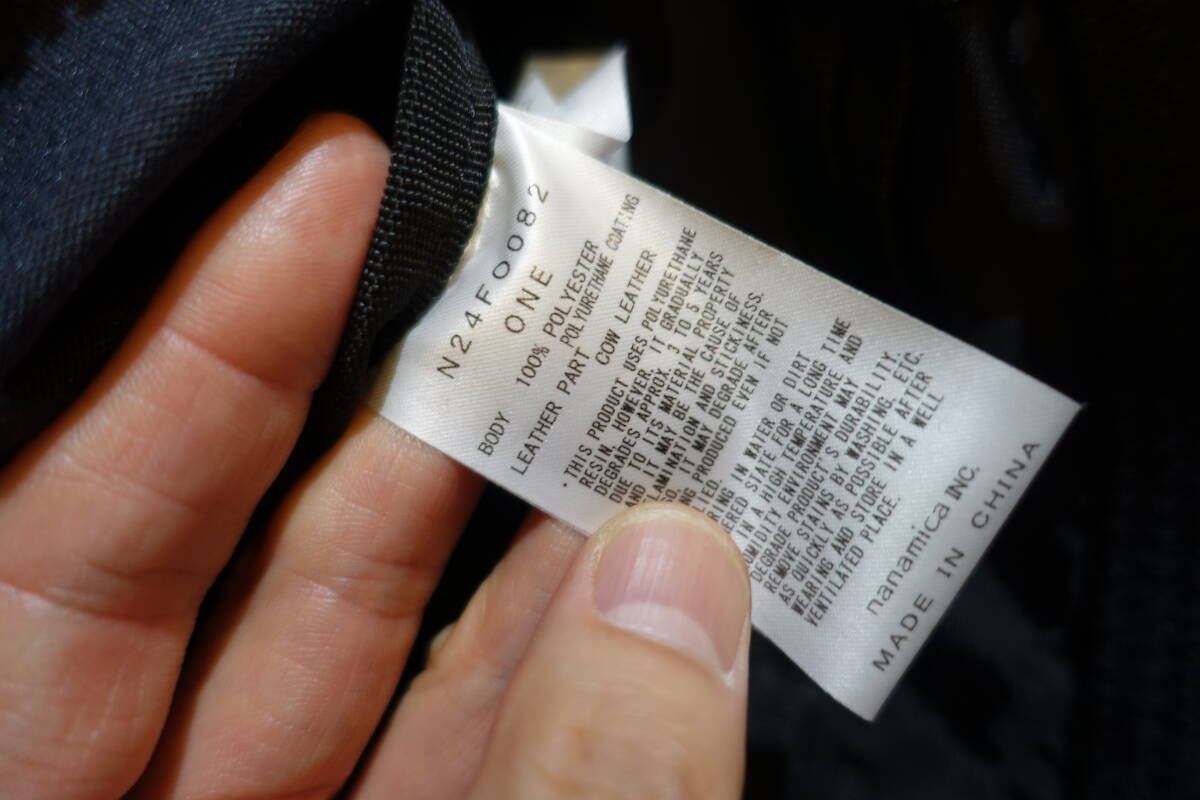 N24FO082
ONE
BODY 100% POLYESTER
POLYURETHANE COATING
LEATHER PART COW LEATHER
・THIS PRODUCT USES POLYURETHANE
RESIN. HOWEVER, IT GRADUALLY
DEGRADES APPROX. 3 TO 5 YEARS
DUE TO ITS MATERIAL PROPERTY
AND IT MAY BE THE CAUSE OF
LAMINATION AND STICKINESS.
IT MAY DEGRADE AFTER
PRODUCED EVEN IF NOT
IN WATER OR DIRT
STATE FOR A LONG TIME
IN A HIGH TEMPERATURE AND
ENVIRONMENT MAY
DEGRADE PRODUCT'S DURABILITY.
REMOVE STAINS BY WASHING, ETC.
AS QUICKLY AS POSSIBLE AFTER
WEARING AND STORE IN A WELL
VENTILATED PLACE.
nanamica INC.
MADE IN CHINA